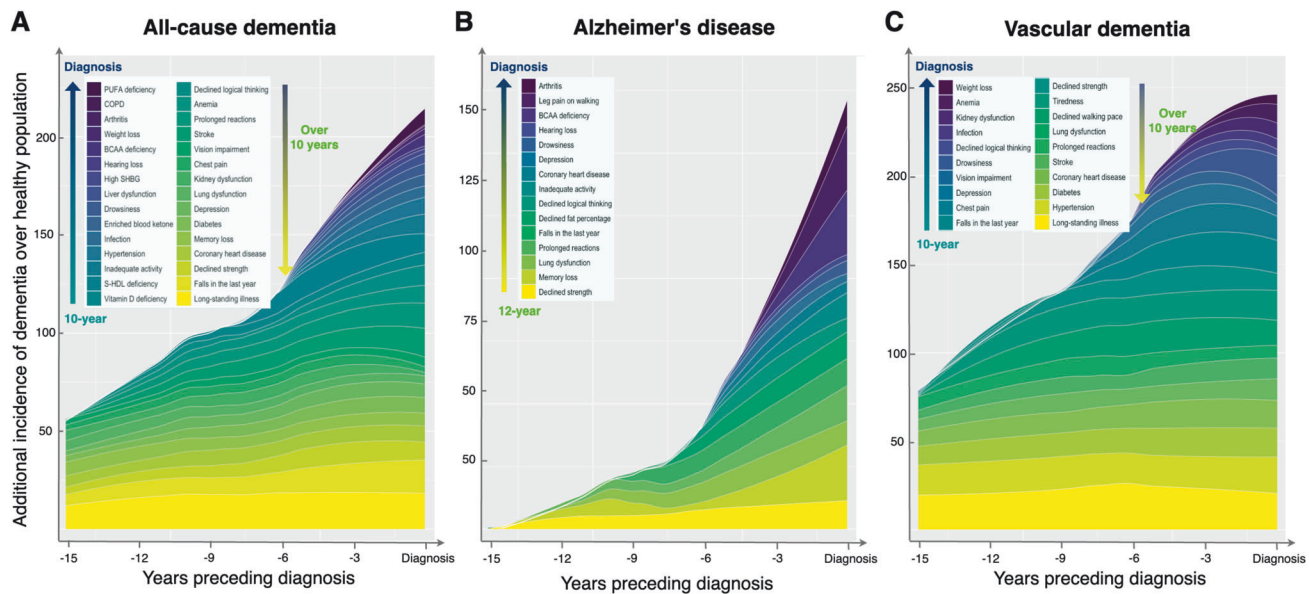 A
All-cause dementia
Additional incidence of dementia over healthy population
200
150
100
50
Diagnosis
10-year
PUFA deficiency
COPD
Arthritis
Weight loss
BCAA deficiency
Hearing loss
High SHBG
Liver dysfunction
Drowsiness
Enriched blood ketone
Infection
Hypertension
Inadequate activity
S-HDL deficiency
Vitamin D deficiency
Declined logical thinking
Anemia
Prolonged reactions
Stroke
Vision impairment
Chest pain
Kidney dysfunction
Lung dysfunction
Depression
Diabetes
Memory loss
Coronary heart disease
Declined strength
Falls in the last year
Long-standing illness
Over
10 years
-15 -12 -9 -6 -3 Diagnosis
Years preceding diagnosis
B
Alzheimer's disease
150
125
100
75
50
50
Diagnosis
12-year
Arthritis
Leg pain on walking
BCAA deficiency
Hearing loss
Drowsiness
Depression
Coronary heart disease
Inadequate activity
Declined logical thinking
Declined fat percentage
Falls in the last year
Prolonged reactions
Lung dysfunction
Memory loss
Declined strength
-15 -12 -9 -6 -3 Diagnosis
Years preceding diagnosis
C
Vascular dementia
250
200
150
100
50
Diagnosis
10-year
Weight loss
Anemia
Kidney dysfunction
Infection
Declined logical thinking
Drowsiness
Vision impairment
Depression
Chest pain
Falls in the last year
Declined strength
Tiredness
Declined walking pace
Lung dysfunction
Prolonged reactions
Stroke
Coronary heart disease
Diabetes
Hypertension
Long-standing illness
Over
10 years
-15 -12 -9 -6 -3 Diagnosis
Years preceding diagnosis